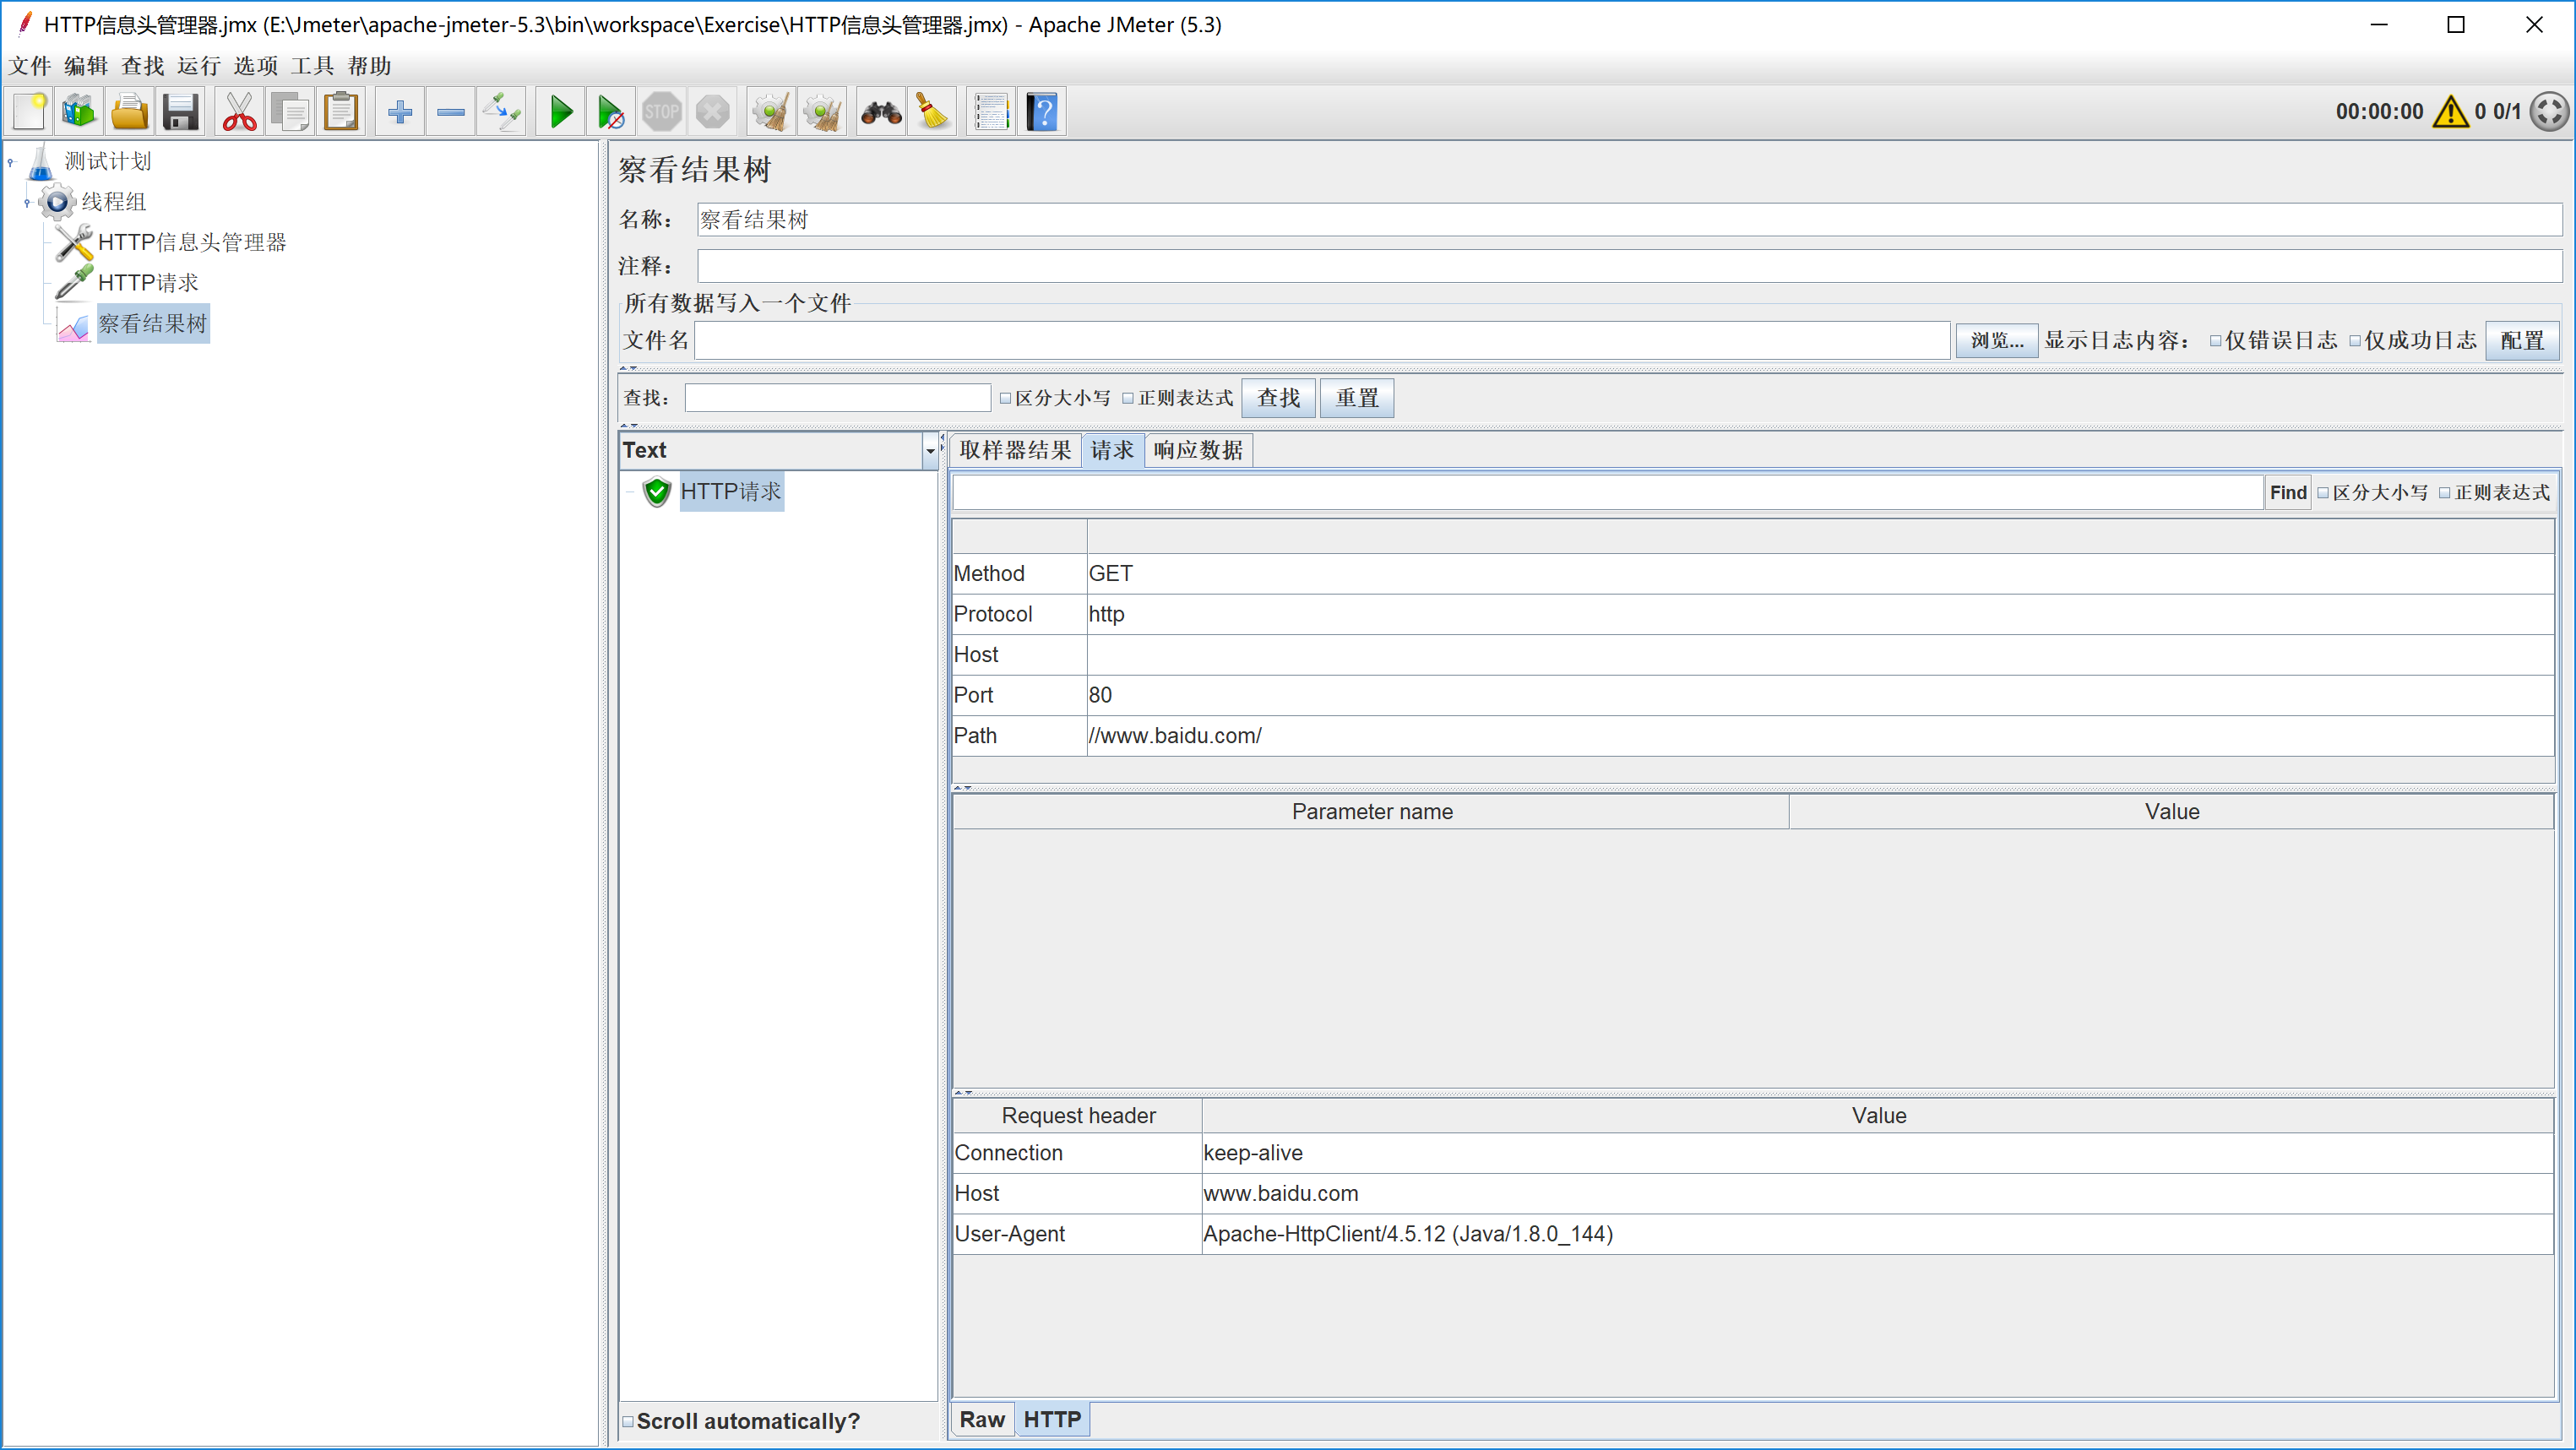 HTTP信息头管理器.jmx (E:\Jmeter\apache-jmeter-5.3\bin\workspace\Exercise\HTTP信息头管理器.jmx) - Apache JMeter (5.3)
文件 编辑 查找 运行 选项 工具 帮助
STOP
00:00:00 0 0/1
测试计划
线程组
HTTP信息头管理器
HTTP请求
察看结果树
察看结果树
名称： 察看结果树
注释：
所有数据写入一个文件
文件名 浏览... 显示日志内容： 仅错误日志 仅成功日志 配置
查找： 区分大小写 正则表达式 查找 重置
Text
HTTP请求
Scroll automatically?
取样器结果 请求 响应数据
Find 区分大小写 正则表达式
Method GET
Protocol http
Host
Port 80
Path //www.baidu.com/
Parameter name Value
Request header Value
Connection keep-alive
Host www.baidu.com
User-Agent Apache-HttpClient/4.5.12 (Java/1.8.0_144)
Raw HTTP